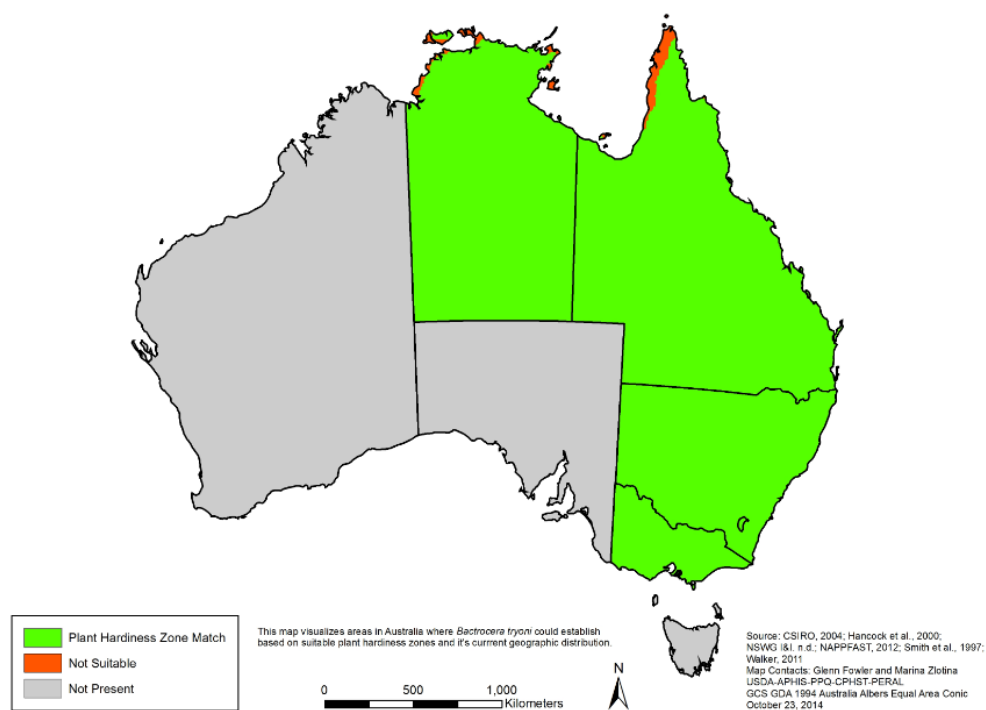 Plant Hardiness Zone Match
Not Suitable
Not Present
This map visualizes areas in Australia where Bactrocera tryoni could establish
based on suitable plant hardiness zones and it's current geographic distribution.
0 500 1,000
Kilometers
N
Source: CSIRO, 2004; Hancock et al., 2000;
NSWG I&I. n.d.; NAPPFAST, 2012; Smith et al., 1997;
Walker, 2011
Map Contacts: Glenn Fowler and Marina Zlotina
USDA-APHIS-PPQ-CPHST-PERAL
GCS GDA 1994 Australia Albers Equal Area Conic
October 23, 2014